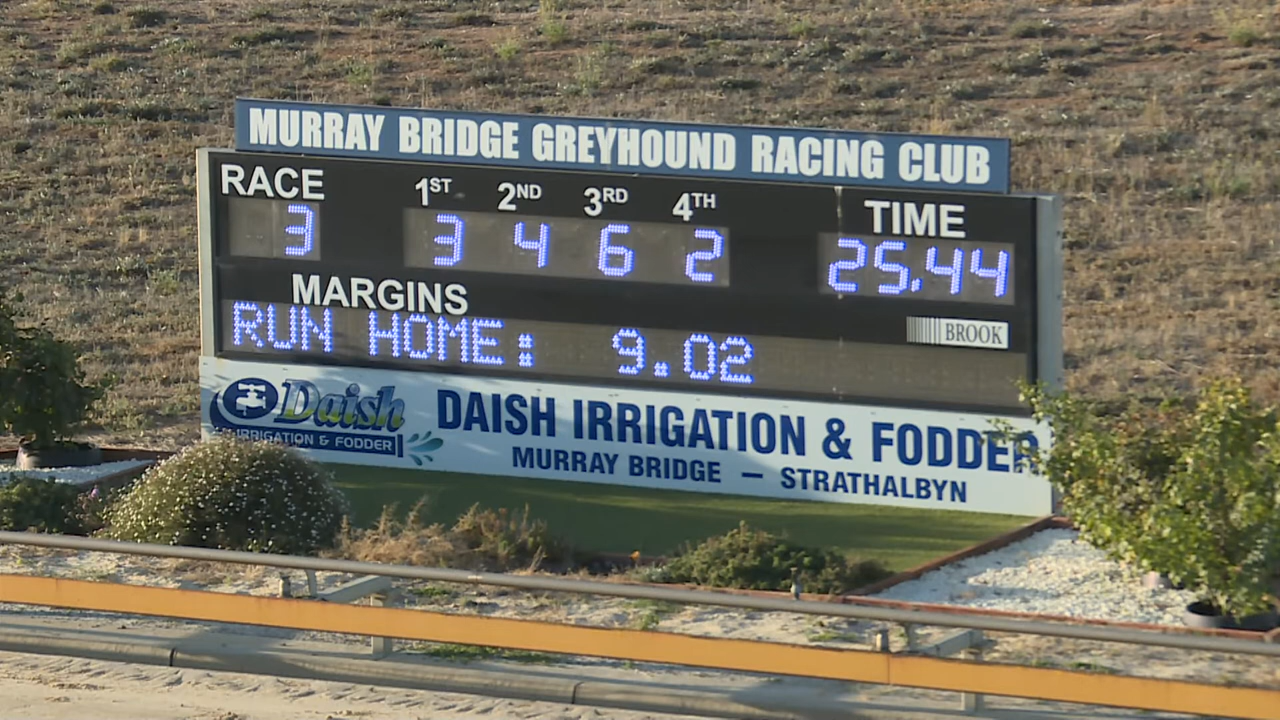 MURRAY BRIDGE GREYHOUND RACING CLUB
RACE 1ST 2ND 3RD 4TH TIME
3 3 4 6 2 25.44
MARGINS
BROOK
RUN HOME: 9.02
Daish
IRRIGATION & FODDER
DAISH IRRIGATION & FODDER
MURRAY BRIDGE — STRATHALBYN